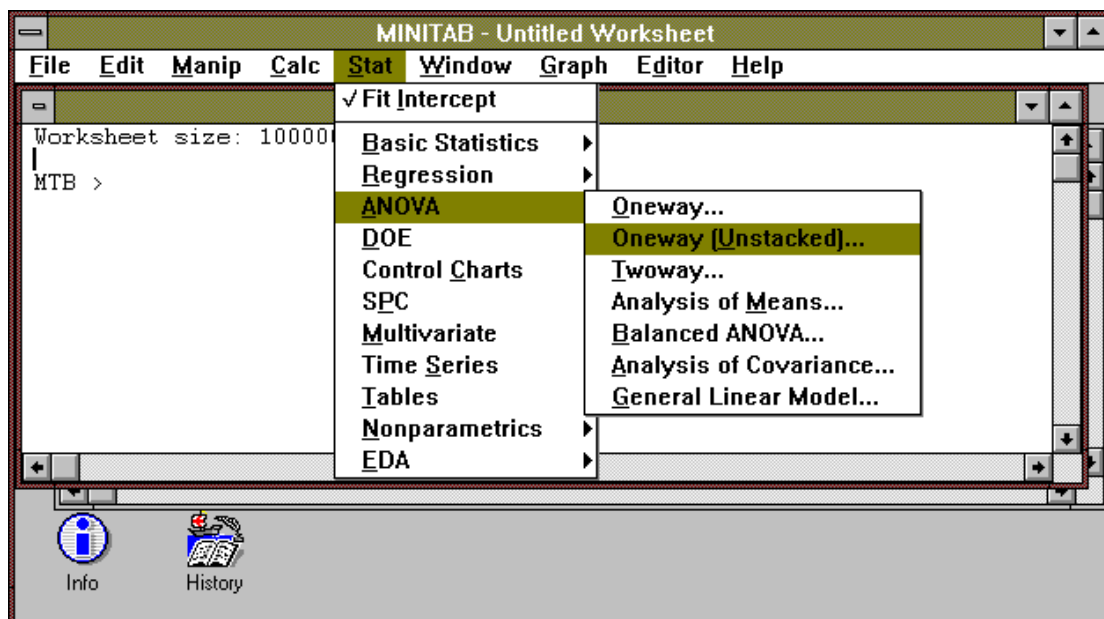 MINITAB - Untitled Worksheet
File Edit Manip Calc Stat Window Graph Editor Help
✓ Fit Intercept
Worksheet size: 10000
MTB >
Basic Statistics
Regression
ANOVA
DOE
Control Charts
SPC
Multivariate
Time Series
Tables
Nonparametrics
EDA
Oneway...
Oneway (Unstacked)...
Twoway...
Analysis of Means...
Balanced ANOVA...
Analysis of Covariance...
General Linear Model...
Info
History